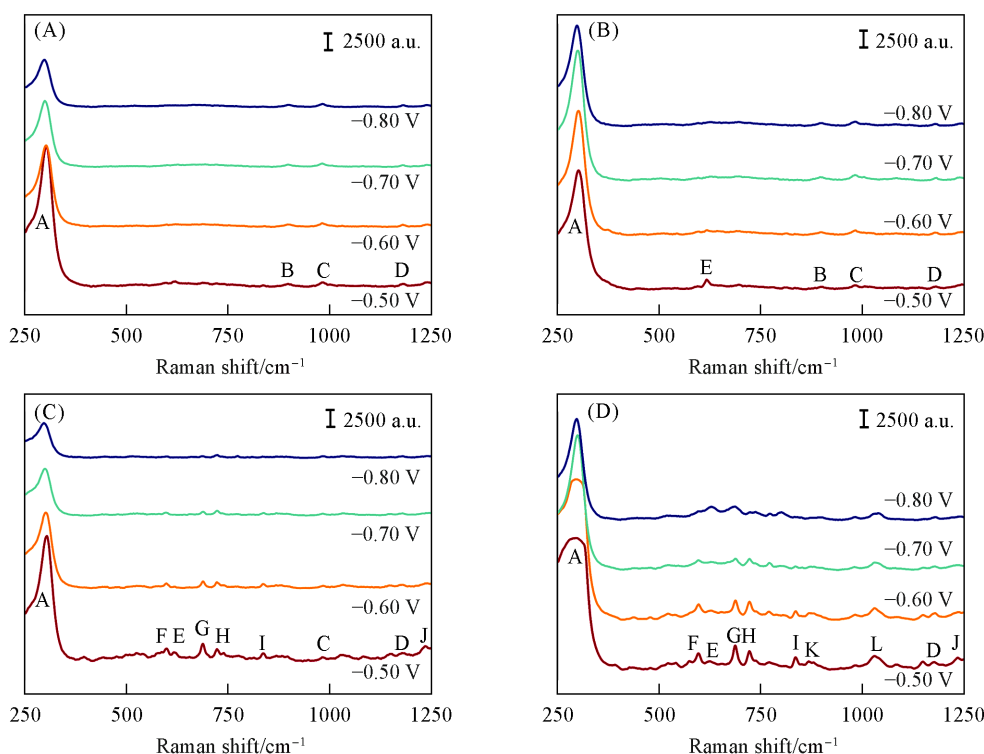 (A)
2500 a.u.
−0.80 V
−0.70 V
−0.60 V
A
B C D
−0.50 V
250 500 750 1000 1250
Raman shift/cm⁻¹
(B)
2500 a.u.
−0.80 V
−0.70 V
−0.60 V
A
E B C D
−0.50 V
250 500 750 1000 1250
Raman shift/cm⁻¹
(C)
2500 a.u.
−0.80 V
−0.70 V
−0.60 V
A
F E G H I C D J
−0.50 V
250 500 750 1000 1250
Raman shift/cm⁻¹
(D)
2500 a.u.
−0.80 V
−0.70 V
−0.60 V
A
F E G H I K L D J
−0.50 V
250 500 750 1000 1250
Raman shift/cm⁻¹